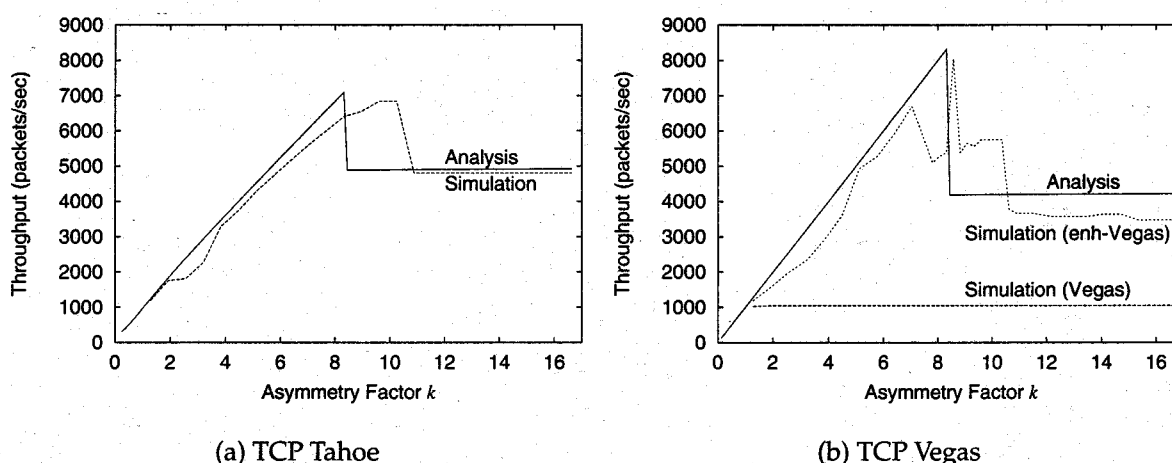 Throughput (packets/sec)
9000
8000
7000
6000
5000
4000
3000
2000
1000
0
Analysis
Simulation
0 2 4 6 8 10 12 14 16
Asymmetry Factor k
(a) TCP Tahoe
Throughput (packets/sec)
9000
8000
7000
6000
5000
4000
3000
2000
1000
0
Analysis
Simulation (enh-Vegas)
Simulation (Vegas)
0 2 4 6 8 10 12 14 16
Asymmetry Factor k
(b) TCP Vegas